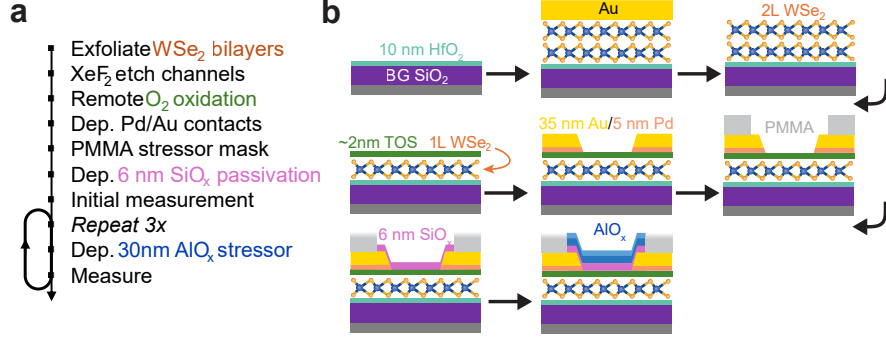 a
Exfoliate WSe₂ bilayers
XeF₂ etch channels
Remote O₂ oxidation
Dep. Pd/Au contacts
PMMA stressor mask
Dep. 6 nm SiOₓ passivation
Initial measurement
Repeat 3x
Dep. 30nm AlOₓ stressor
Measure
b
10 nm HfO₂
BG SiO₂
Au
2L WSe₂
~2nm TOS 1L WSe₂
35 nm Au/5 nm Pd
PMMA
6 nm SiOₓ
AlOₓ